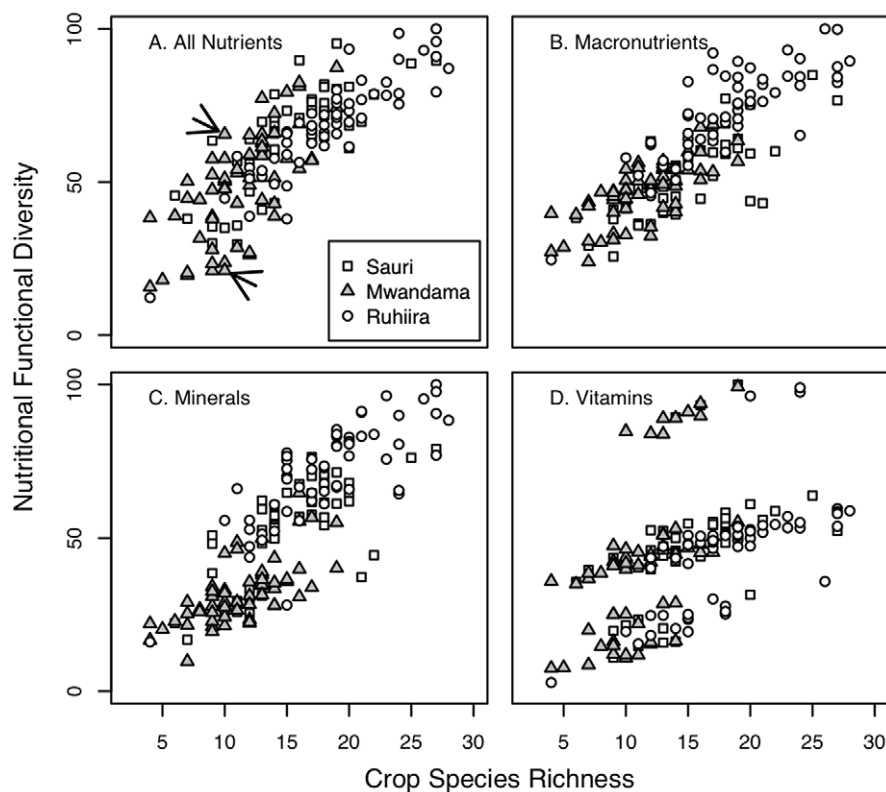 A. All Nutrients
B. Macronutrients
100
50
0
Sauri
Mwandama
Ruhiira
C. Minerals
D. Vitamins
100
50
0
5 10 15 20 25 30
5 10 15 20 25 30
Nutritional Functional Diversity
Crop Species Richness